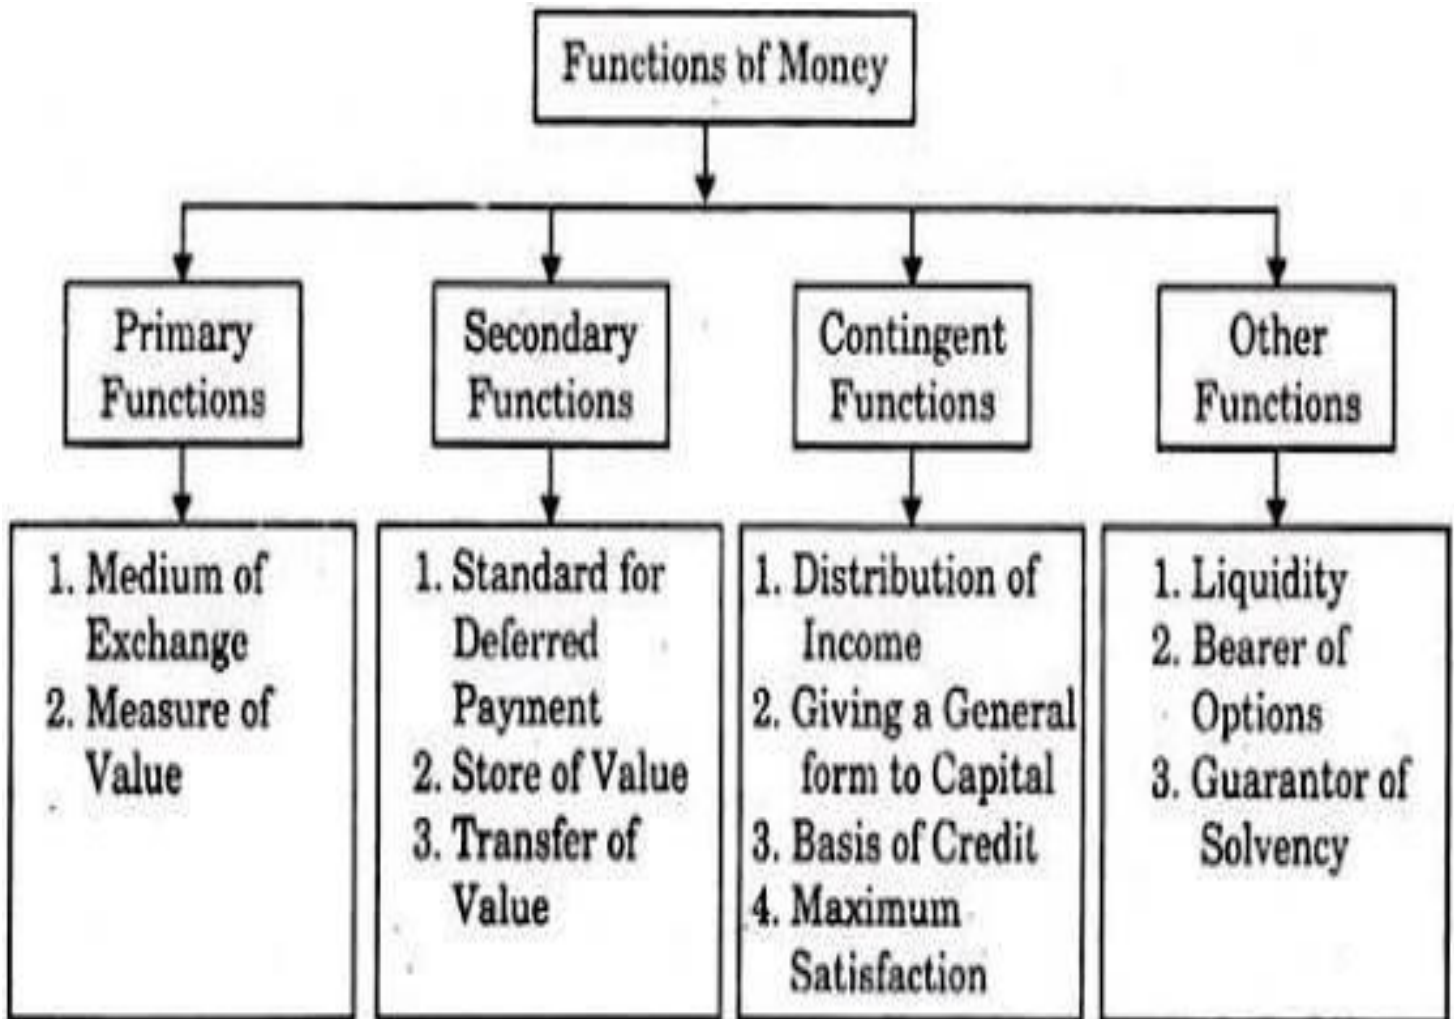 Functions of Money
Primary
Functions
Secondary
Functions
Contingent
Functions
Other
Functions
1. Medium of
Exchange
2. Measure of
Value
1. Standard for
Deferred
Payment
2. Store of Value
3. Transfer of
Value
1. Distribution of
Income
2. Giving a General
form to Capital
3. Basis of Credit
4. Maximum
Satisfaction
1. Liquidity
2. Bearer of
Options
3. Guarantor of
Solvency